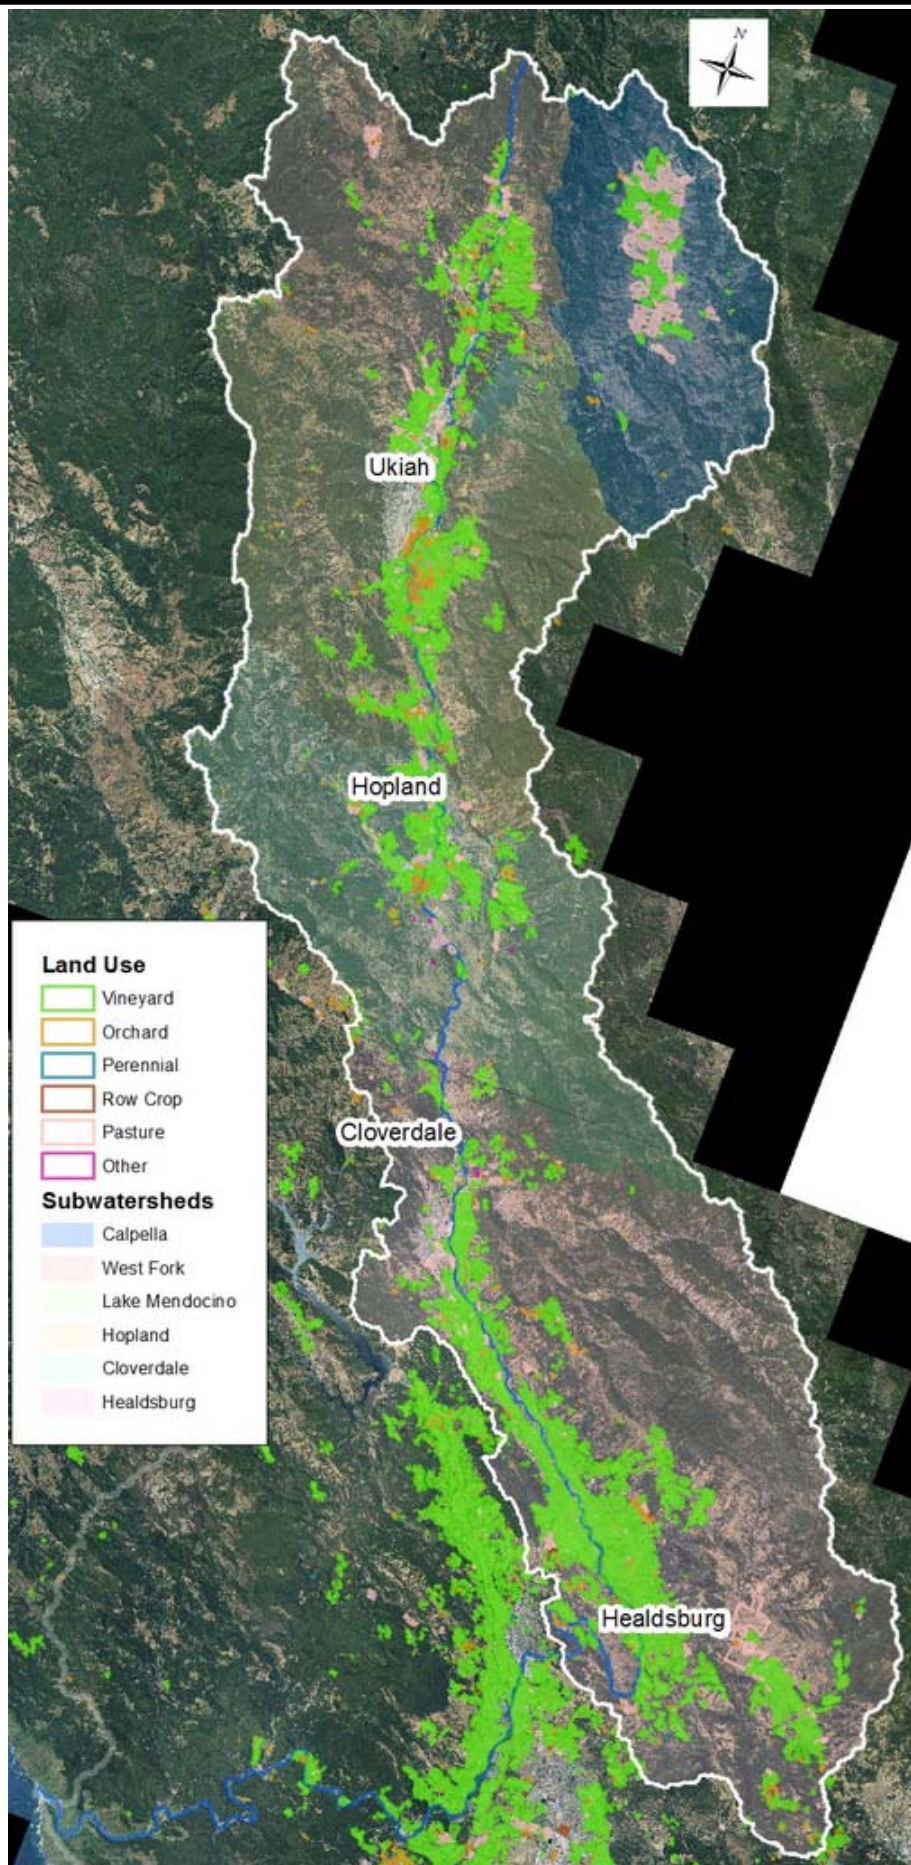 N
Ukiah
Hopland
Land Use
Vineyard
Orchard
Perennial
Row Crop
Pasture
Other
Subwatersheds
Calpella
West Fork
Lake Mendocino
Hopland
Cloverdale
Healdsburg
Cloverdale
Healdsburg